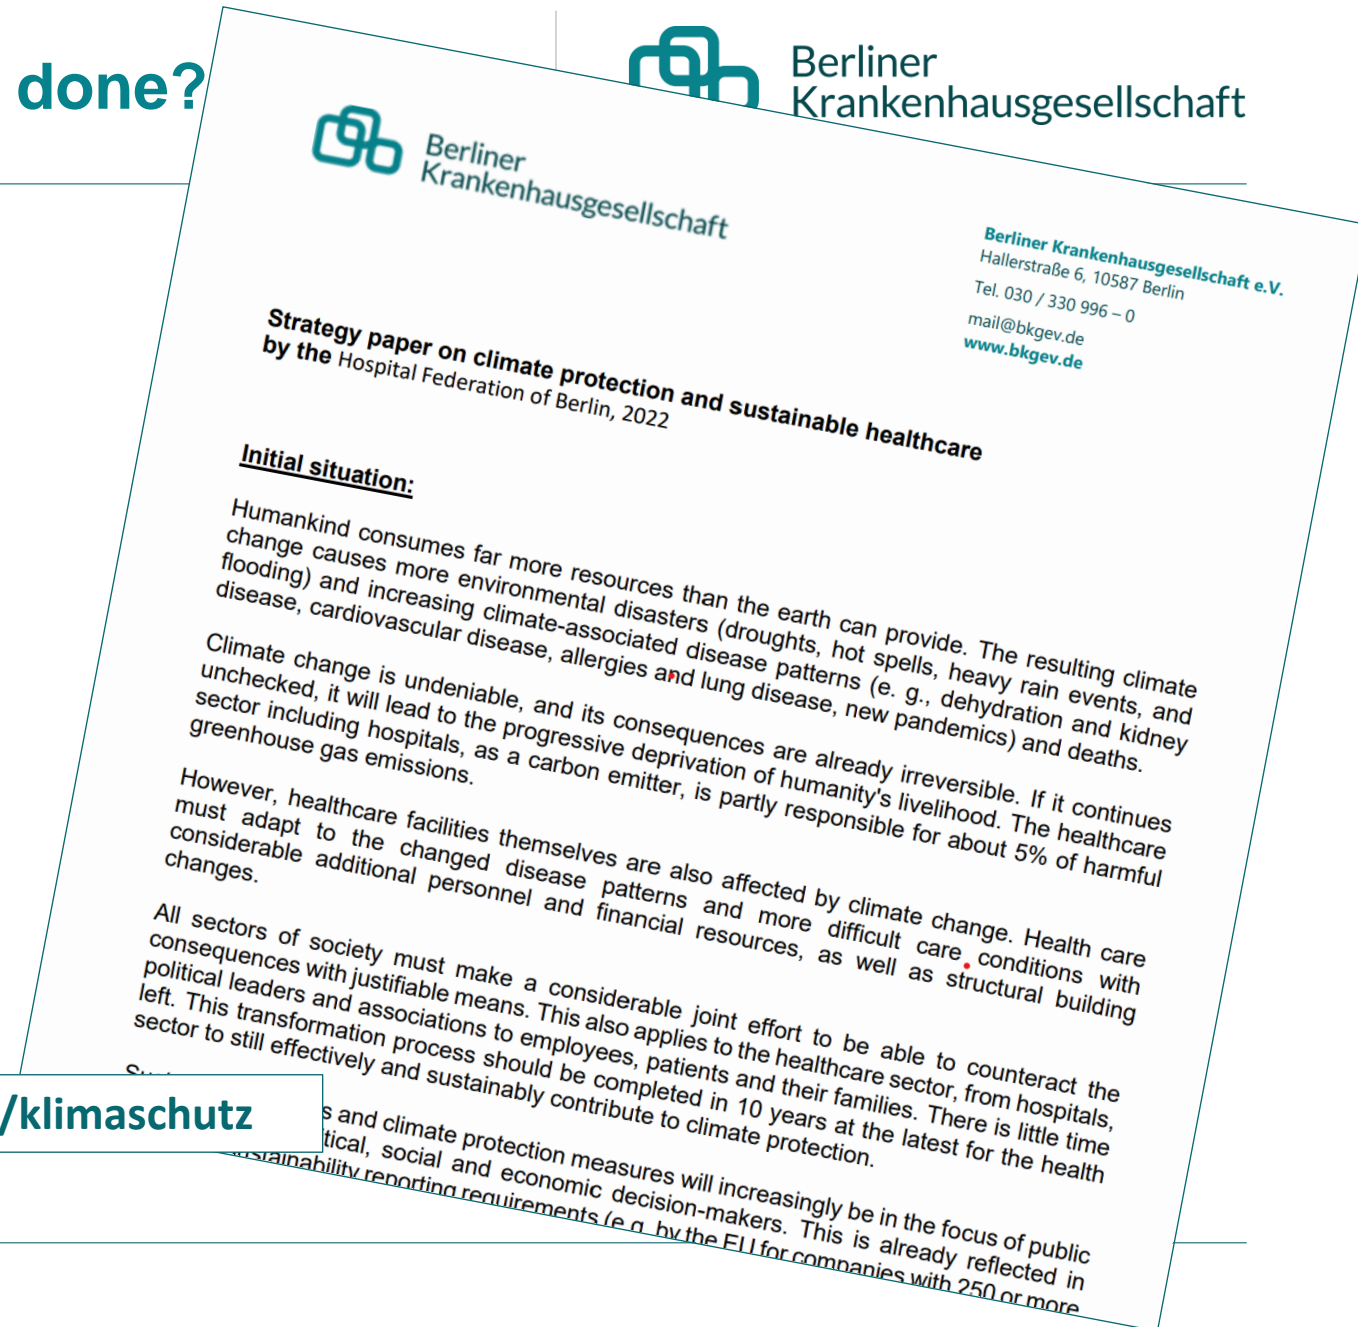 done?
Berliner
Krankenhausgesellschaft
Berliner
Krankenhausgesellschaft
Berliner Krankenhausgesellschaft e.V.
Hallerstraße 6, 10587 Berlin
Tel. 030 / 330 996 – 0
mail@bkgev.de
www.bkgev.de
Strategy paper on climate protection and sustainable healthcare
by the Hospital Federation of Berlin, 2022
Initial situation:
Humankind consumes far more resources than the earth can provide. The resulting climate
change causes more environmental disasters (droughts, hot spells, heavy rain events, and
flooding) and increasing climate-associated disease patterns (e. g., dehydration and kidney
disease, cardiovascular disease, allergies and lung disease, new pandemics) and deaths.
Climate change is undeniable, and its consequences are already irreversible. If it continues
unchecked, it will lead to the progressive deprivation of humanity's livelihood. The healthcare
sector including hospitals, as a carbon emitter, is partly responsible for about 5% of harmful
greenhouse gas emissions.
However, healthcare facilities themselves are also affected by climate change. Health care
must adapt to the changed disease patterns and more difficult care conditions with
considerable additional personnel and financial resources, as well as structural building
changes.
All sectors of society must make a considerable joint effort to be able to counteract the
consequences with justifiable means. This also applies to the healthcare sector, from hospitals,
political leaders and associations to employees, patients and their families. There is little time
left. This transformation process should be completed in 10 years at the latest for the health
sector to still effectively and sustainably contribute to climate protection.
s and climate protection measures will increasingly be in the focus of public
tical, social and economic decision-makers. This is already reflected in
ustainability reporting requirements (e.g. by the EU for companies with 250 or more
/klimaschutz